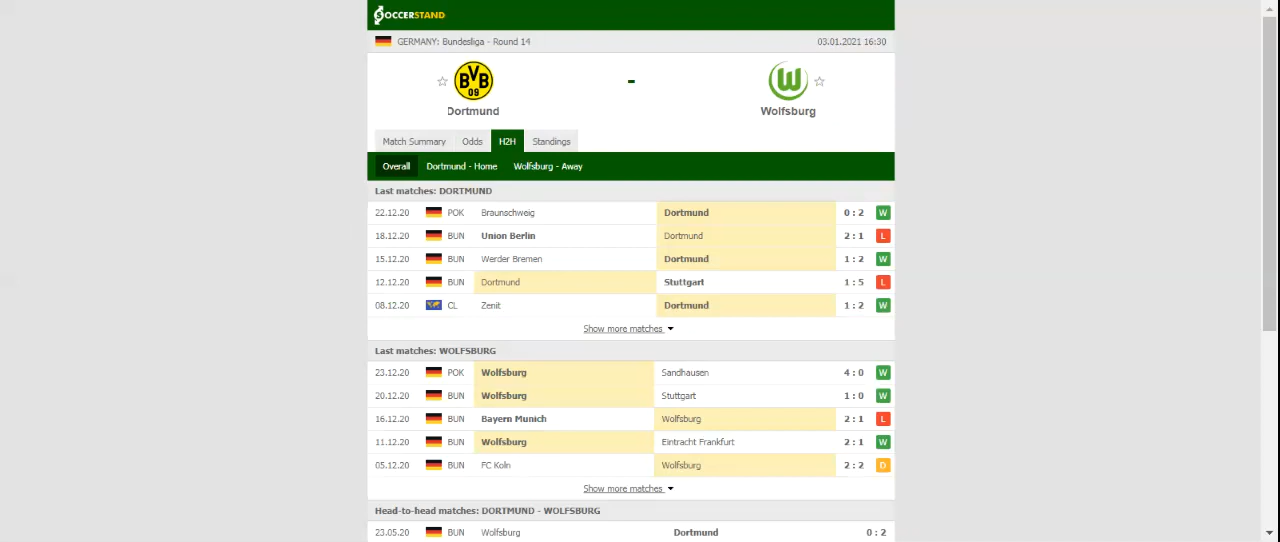 SOCCERSTAND
GERMANY: Bundesliga - Round 14 03.01.2021 16:30
BVB 09 - W
Dortmund Wolfsburg
Match Summary Odds H2H Standings
Overall Dortmund - Home Wolfsburg - Away
Last matches: DORTMUND
22.12.20 POK Braunschweig Dortmund 0 : 2 W
18.12.20 BUN Union Berlin Dortmund 2 : 1 L
15.12.20 BUN Werder Bremen Dortmund 1 : 2 W
12.12.20 BUN Dortmund Stuttgart 1 : 5 L
08.12.20 CL Zenit Dortmund 1 : 2 W
Show more matches
Last matches: WOLFSBURG
23.12.20 POK Wolfsburg Sandhausen 4 : 0 W
20.12.20 BUN Wolfsburg Stuttgart 1 : 0 W
16.12.20 BUN Bayern Munich Wolfsburg 2 : 1 L
11.12.20 BUN Wolfsburg Eintracht Frankfurt 2 : 1 W
05.12.20 BUN FC Koln Wolfsburg 2 : 2 D
Show more matches
Head-to-head matches: DORTMUND - WOLFSBURG
23.05.20 BUN Wolfsburg Dortmund 0 : 2